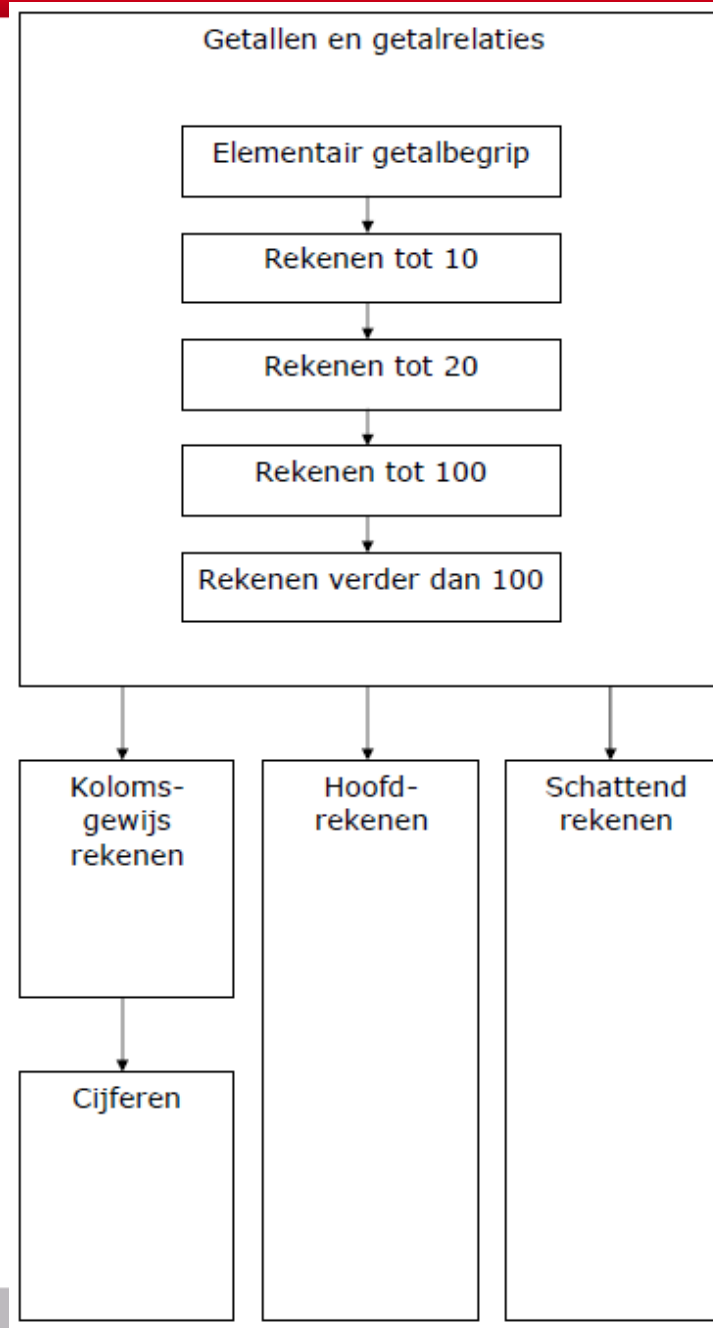 Getallen en getalrelaties
Elementair getalbegrip
Rekenen tot 10
Rekenen tot 20
Rekenen tot 100
Rekenen verder dan 100
Koloms-
gewijs
rekenen
Hoofd-
rekenen
Schattend
rekenen
Cijferen